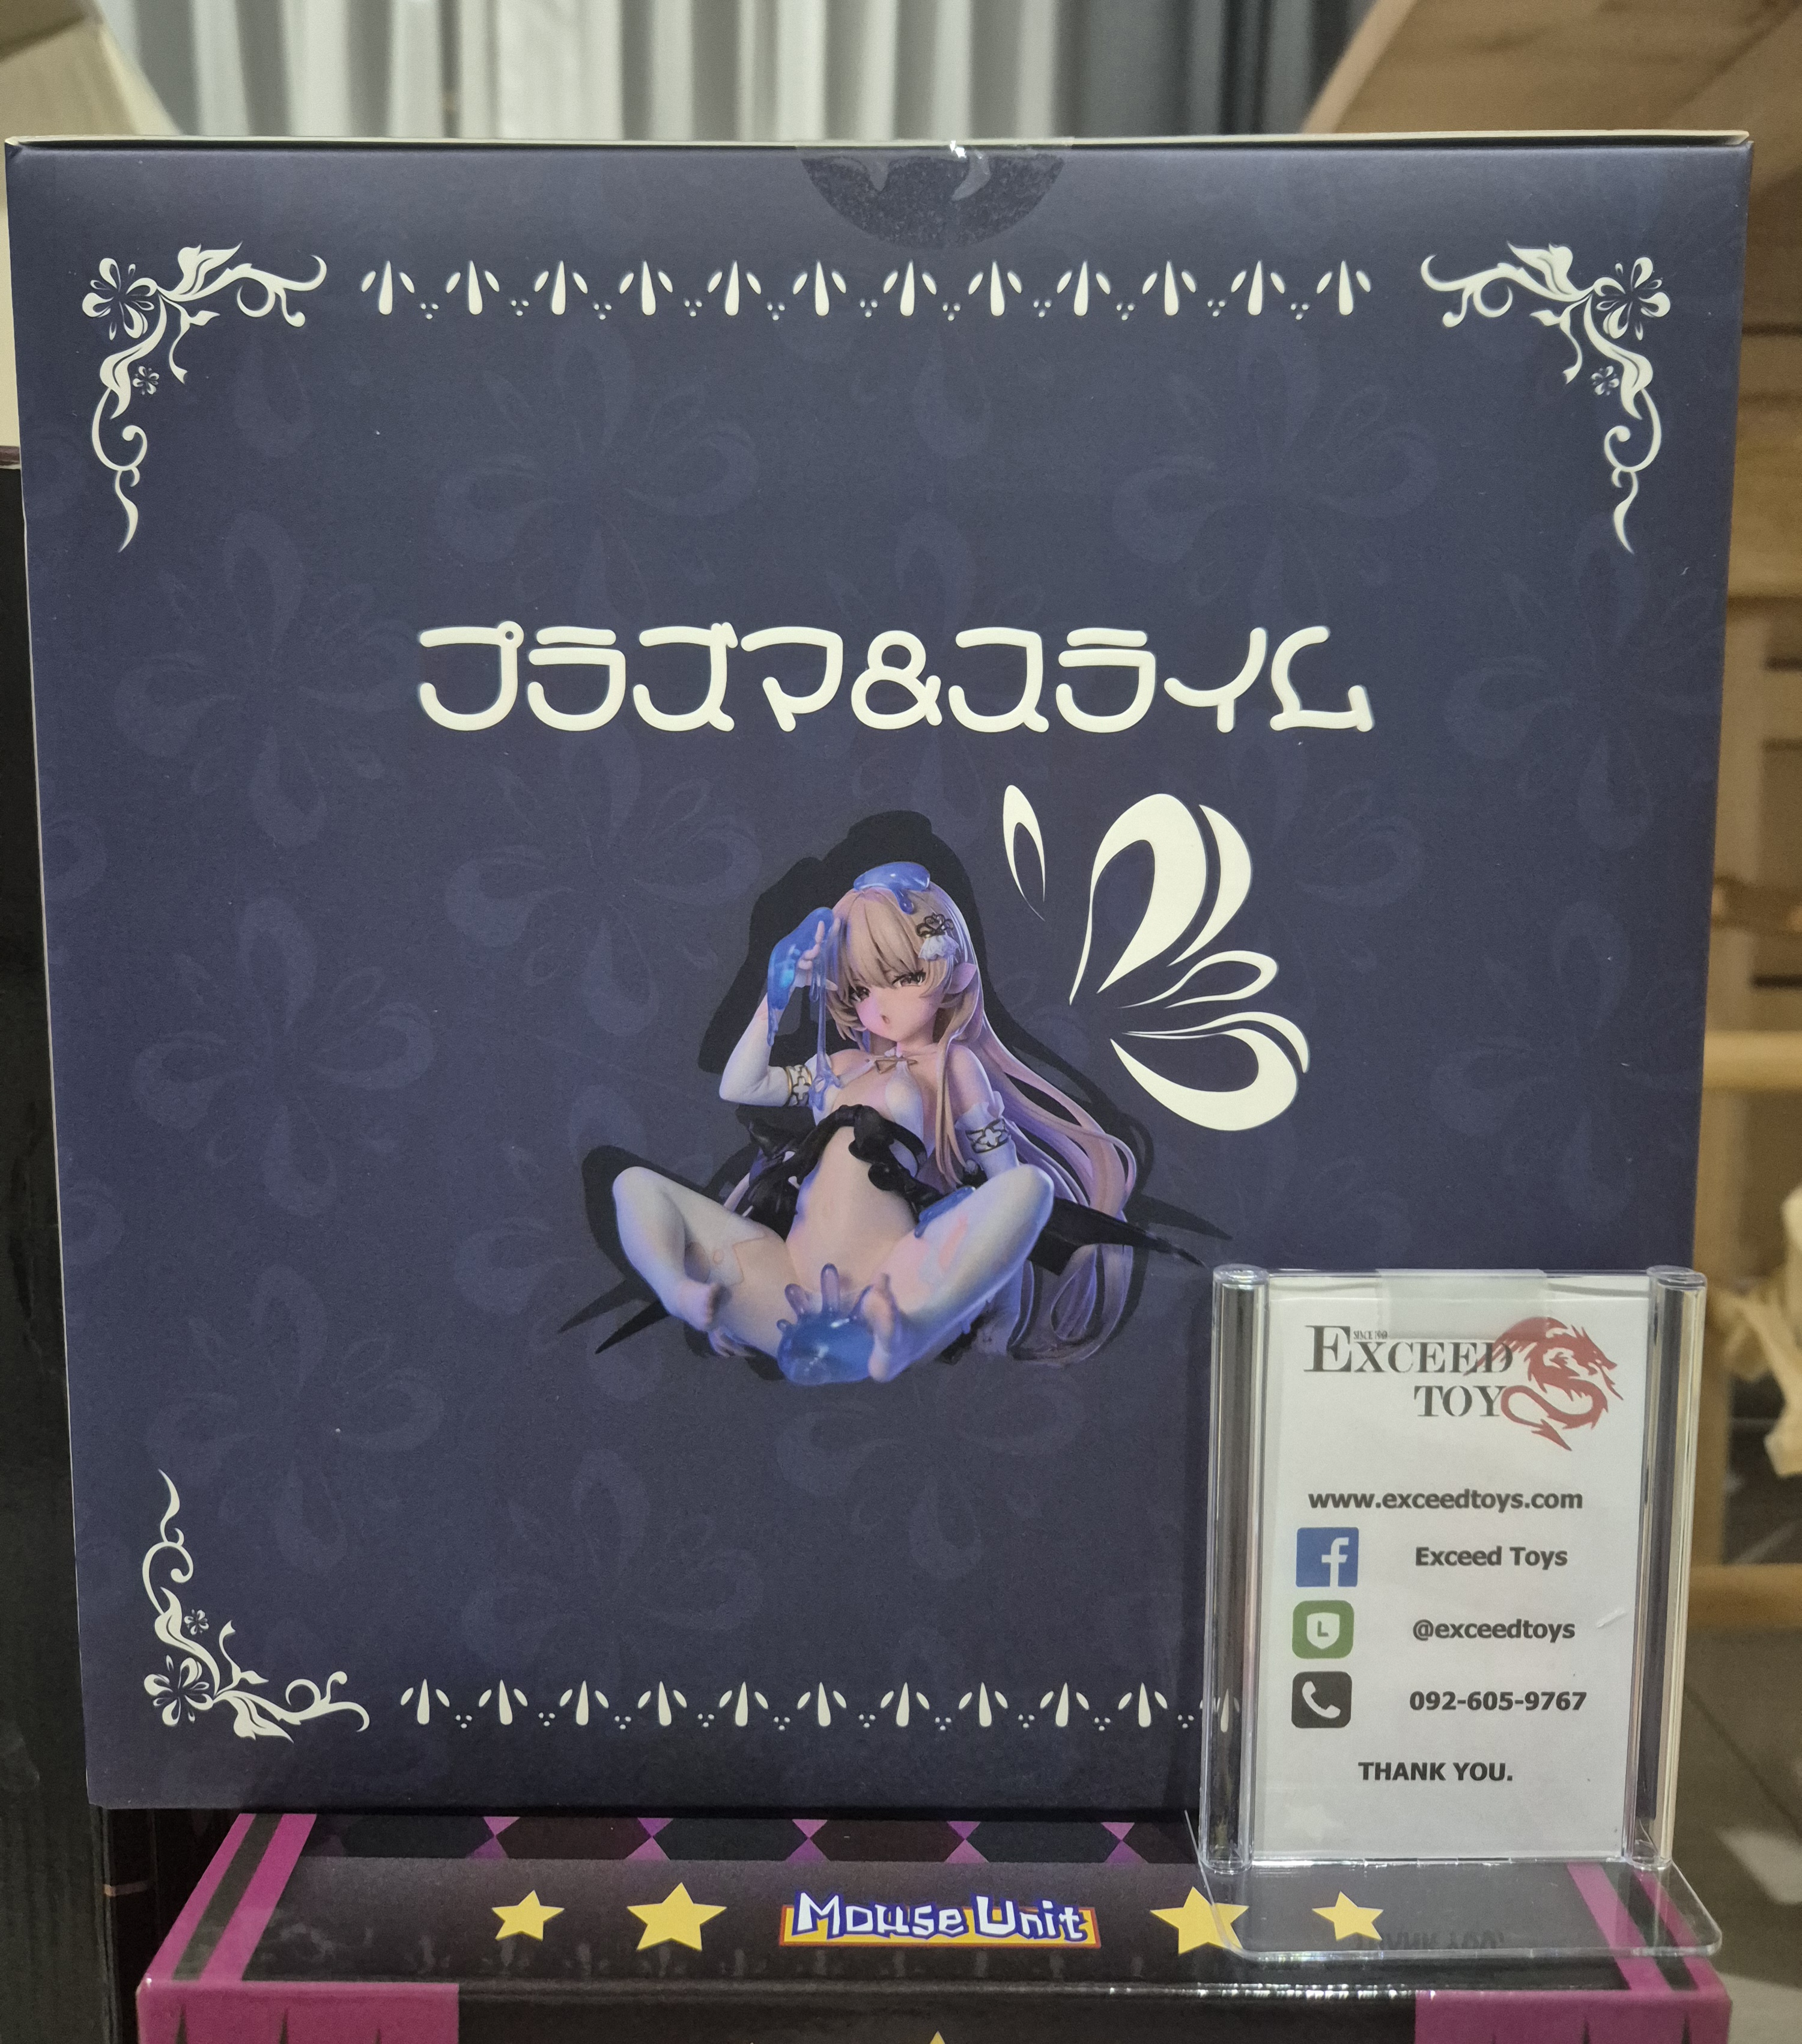 プラズマ&スライム
EXCEED
TOYS
www.exceedtoys.com
Exceed Toys
@exceedtoys
092-605-9767
THANK YOU.
Mouse Unit